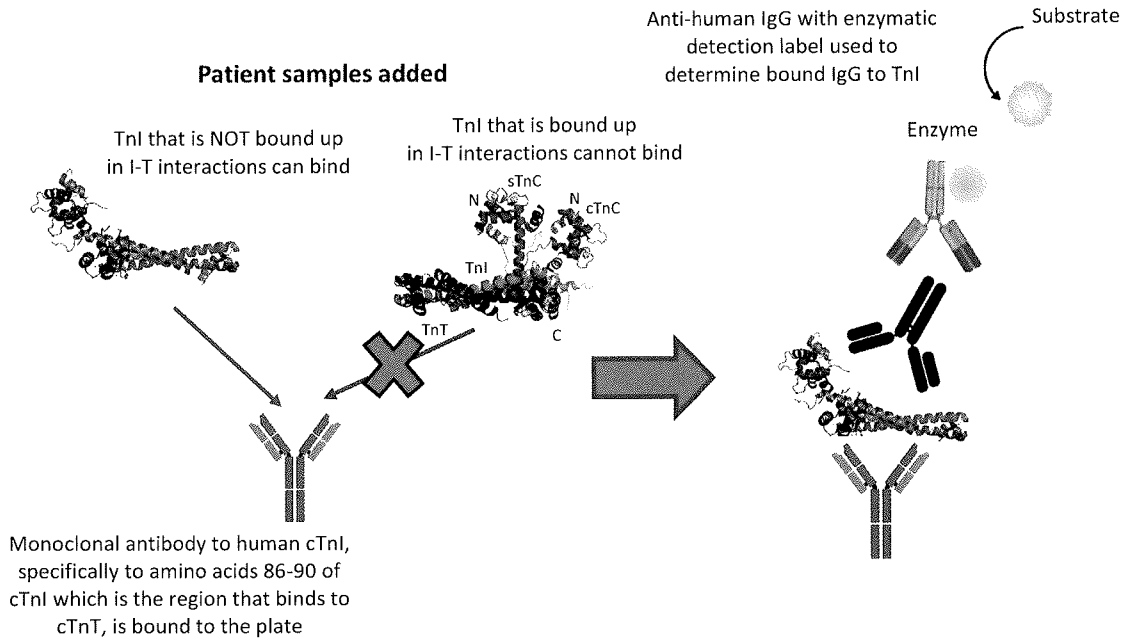 Anti-human IgG with enzymatic
detection label used to
determine bound IgG to TnI
Substrate
Patient samples added
TnI that is NOT bound up
in I-T interactions can bind
TnI that is bound up
in I-T interactions cannot bind
Enzyme
sTnC
N
N
cTnC
TnI
TnT
C
Monoclonal antibody to human cTnI,
specifically to amino acids 86-90 of
cTnI which is the region that binds to
cTnT, is bound to the plate